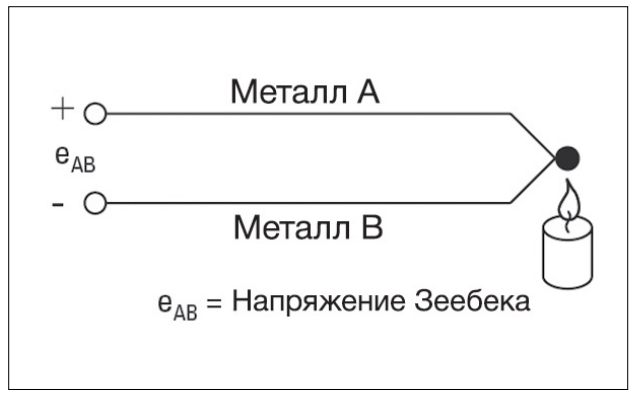 Металл А
+
eAB
-
Металл В
eAB = Напряжение Зеебека